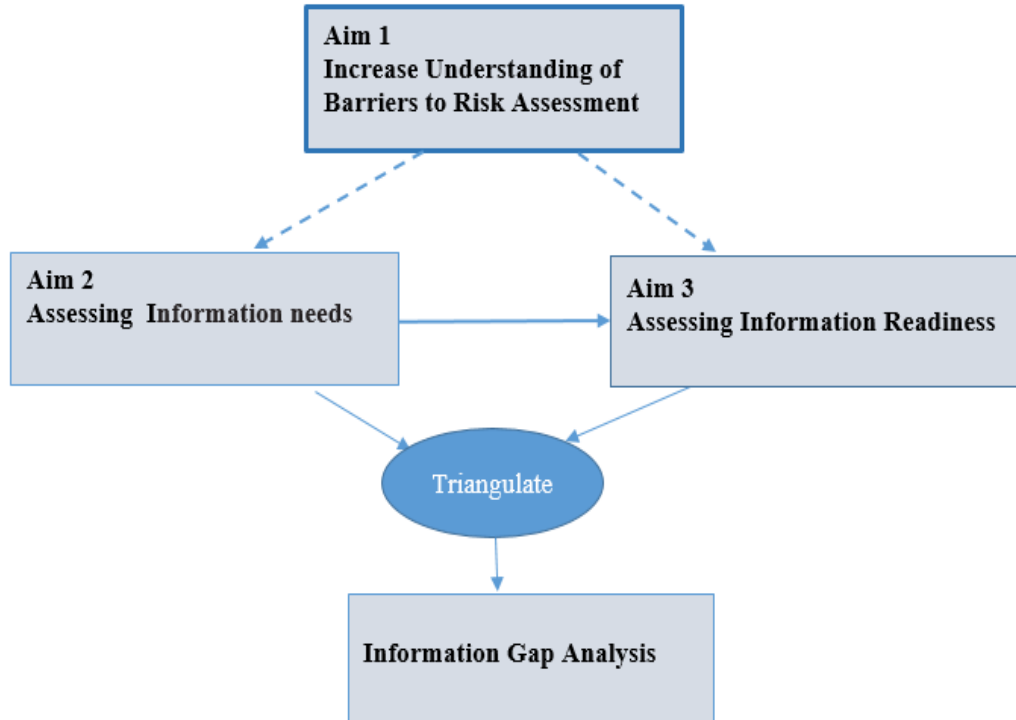 Aim 1
Increase Understanding of
Barriers to Risk Assessment
Aim 2
Assessing Information needs
Aim 3
Assessing Information Readiness
Triangulate
Information Gap Analysis